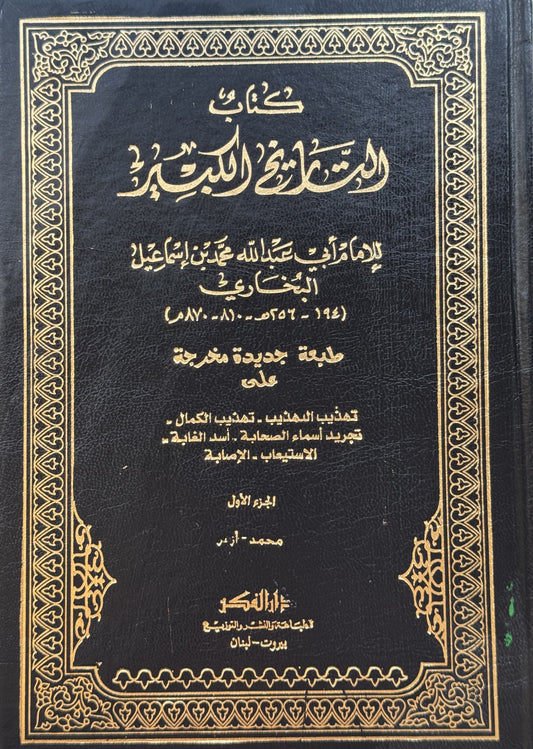 كتاب
التاريخ الكبير
للإمام أبي عبد الله محمد بن إسماعيل
البخاري
(١٩٤ - ٢٥٦هـ - ٨١٠ - ٨٧٠م)
طبعة جديدة مخرجة
على
تهذيب التهذيب - تهذيب الكمال -
تجريد أسماء الصحابة - أسد الغابة -
الاستيعاب - الإصابة
الجزء الأول
محمد -
دار الفكر
للطباعة والنشر والتوزيع
بيروت - لبنان